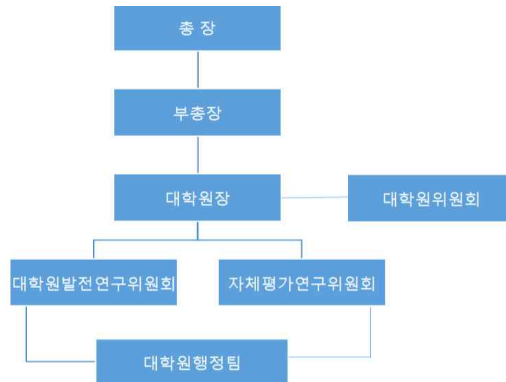 총 장
부총장
대학원장
대학원위원회
대학원발전연구위원회
자체평가연구위원회
대학원행정팀